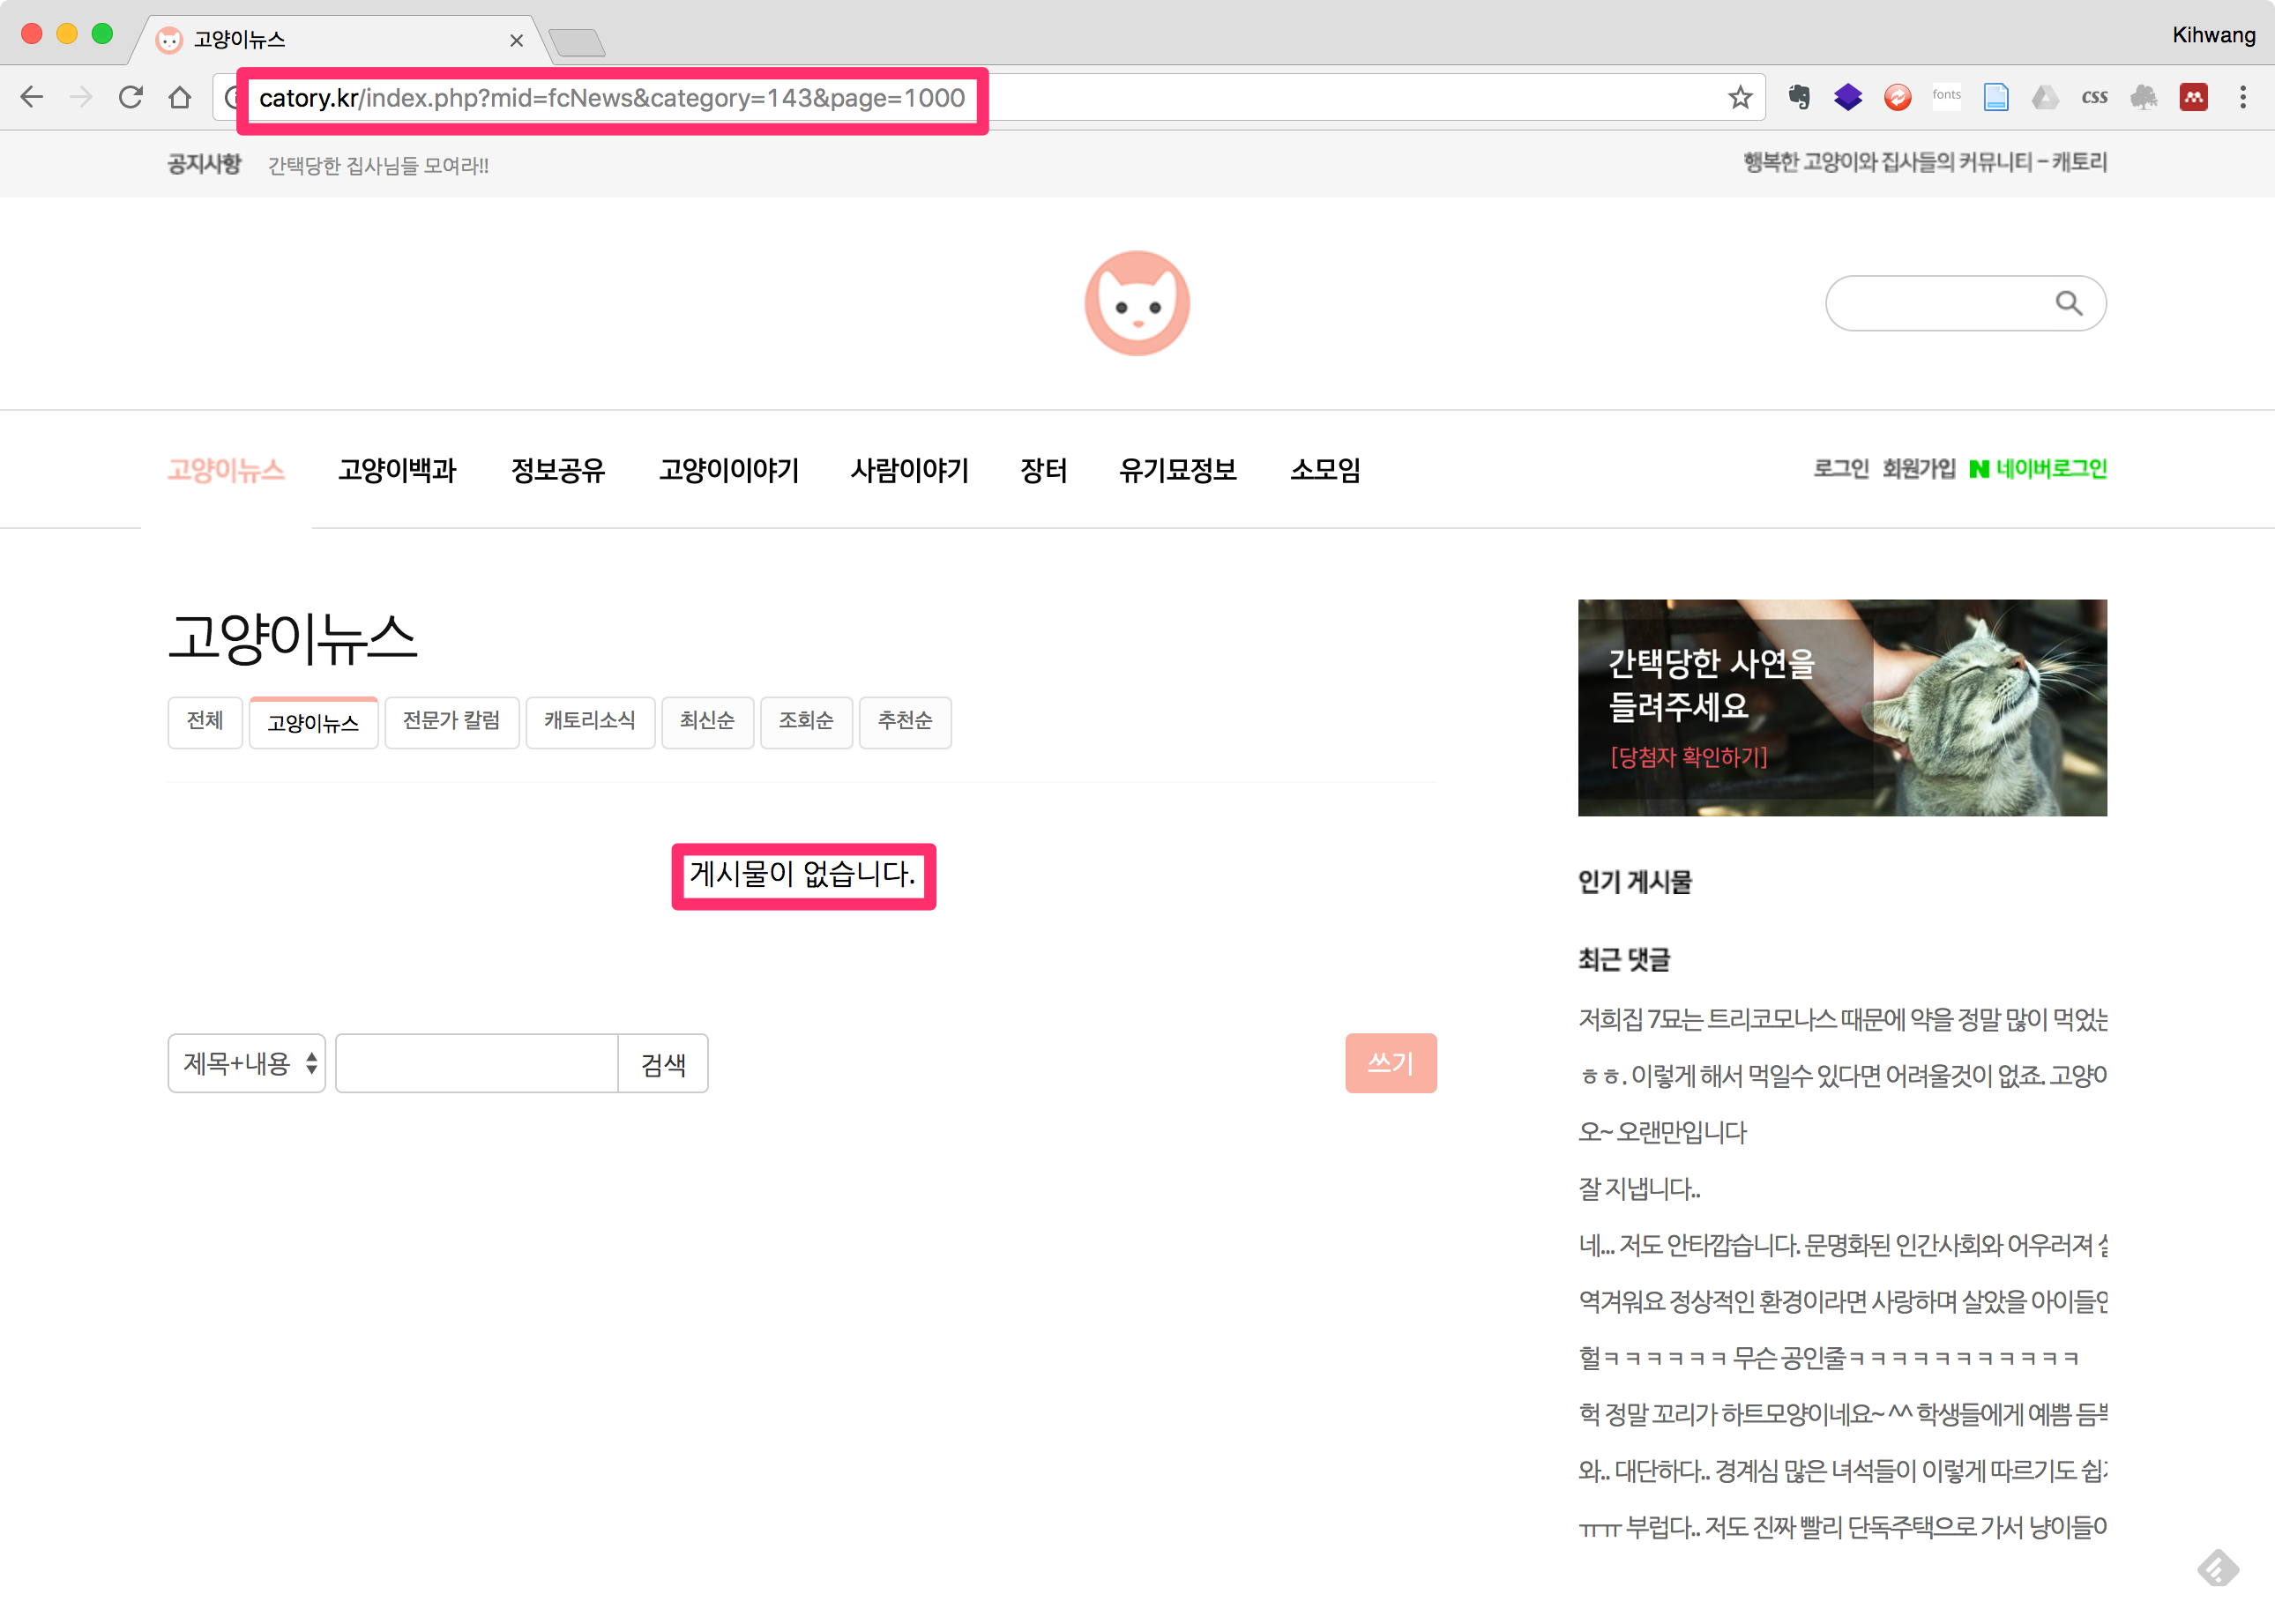 고양이뉴스
Kihwang
catory.kr/index.php?mid=fcNews&category=143&page=1000
fonts
css
공지사항 간택당한 집사님들 모여라!!
행복한 고양이와 집사들의 커뮤니티 - 캐토리
고양이뉴스 고양이백과 정보공유 고양이이야기 사람이야기 장터 유기묘정보 소모임
로그인 회원가입 N 네이버로그인
고양이뉴스
전체 고양이뉴스 전문가 칼럼 캐토리소식 최신순 조회순 추천순
게시물이 없습니다.
제목+내용 검색 쓰기
간택당한 사연을
들려주세요
[당첨자 확인하기]
인기 게시물
최근 댓글
저희집 7묘는 트리코모나스 때문에 약을 정말 많이 먹었는
ㅎㅎ. 이렇게 해서 먹일수 있다면 어려울것이 없죠. 고양이
오~ 오랜만입니다
잘 지냅니다..
네... 저도 안타깝습니다. 문명화된 인간사회와 어우러져
역겨워요 정상적인 환경이라면 사랑하며 살았을 아이들인
헐ㅋㅋㅋㅋㅋㅋ 무슨 공인줄ㅋㅋㅋㅋㅋㅋㅋㅋㅋㅋㅋ
헉 정말 꼬리가 하트모양이네요~ ^^ 학생들에게 예쁨 듬뿍
와.. 대단하다.. 경계심 많은 녀석들이 이렇게 따르기도
ㅠㅠ 부럽다.. 저도 진짜 빨리 단독주택으로 가서 냥이들이